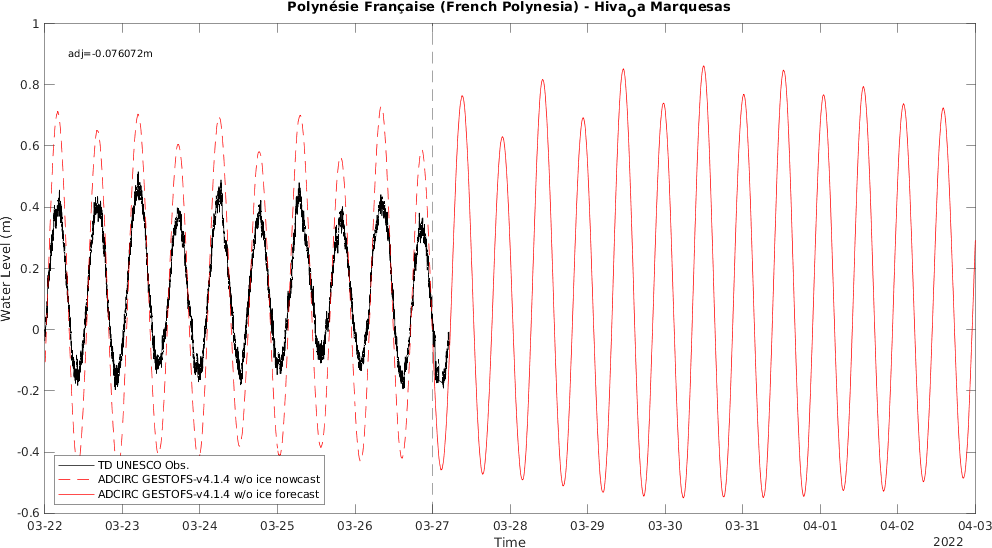 Polynésie Française (French Polynesia) - HivaOa Marquesas
adj=-0.076072m
1
0.8
0.6
0.4
0.2
0
-0.2
-0.4
-0.6
Water Level (m)
TD UNESCO Obs.
ADCIRC GESTOFS-v4.1.4 w/o ice nowcast
ADCIRC GESTOFS-v4.1.4 w/o ice forecast
03-22 03-23 03-24 03-25 03-26 03-27 03-28 03-29 03-30 03-31 04-01 04-02 04-03
Time
2022